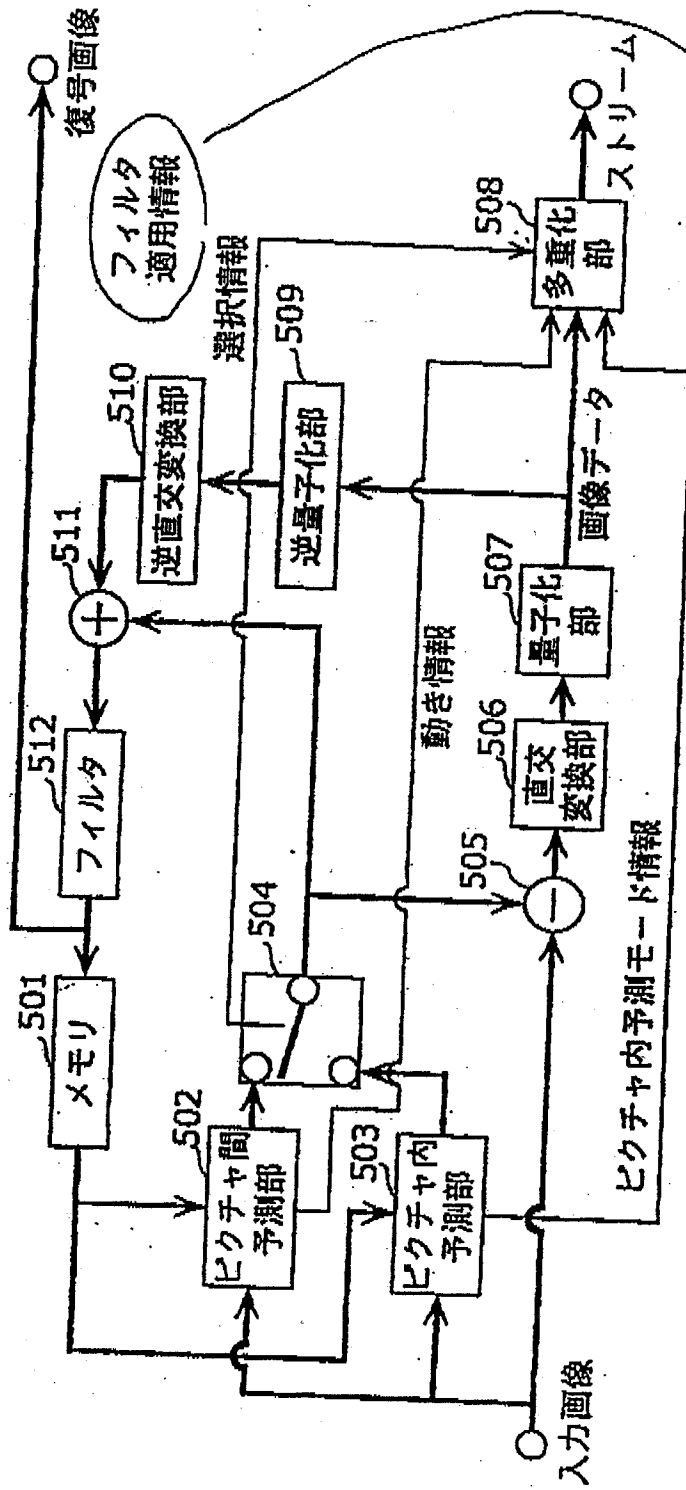 復号画像
フィルタ
適用情報
選択情報
508
多重化
部
ストリーム
510
逆直交変換部
509
逆量子化部
511
+
512
フィルタ
画像データ
507
量子化
部
動き情報
506
直交
変換部
505
−
504
501
メモリ
502
ピクチャ間
予測部
503
ピクチャ内
予測部
ピクチャ内予測モード情報
入力画像